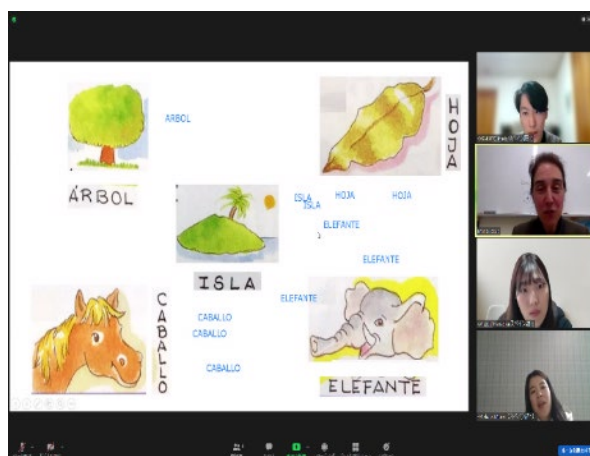 ÁRBOL
ARBOL
HOJA
ISLA
ISLA
ISLA
HOJA
HOJA
ELEFANTE
ELEFANTE
ELEFANTE
CABALLO
CABALLO
CABALLO
CABALLO
ELEFANTE